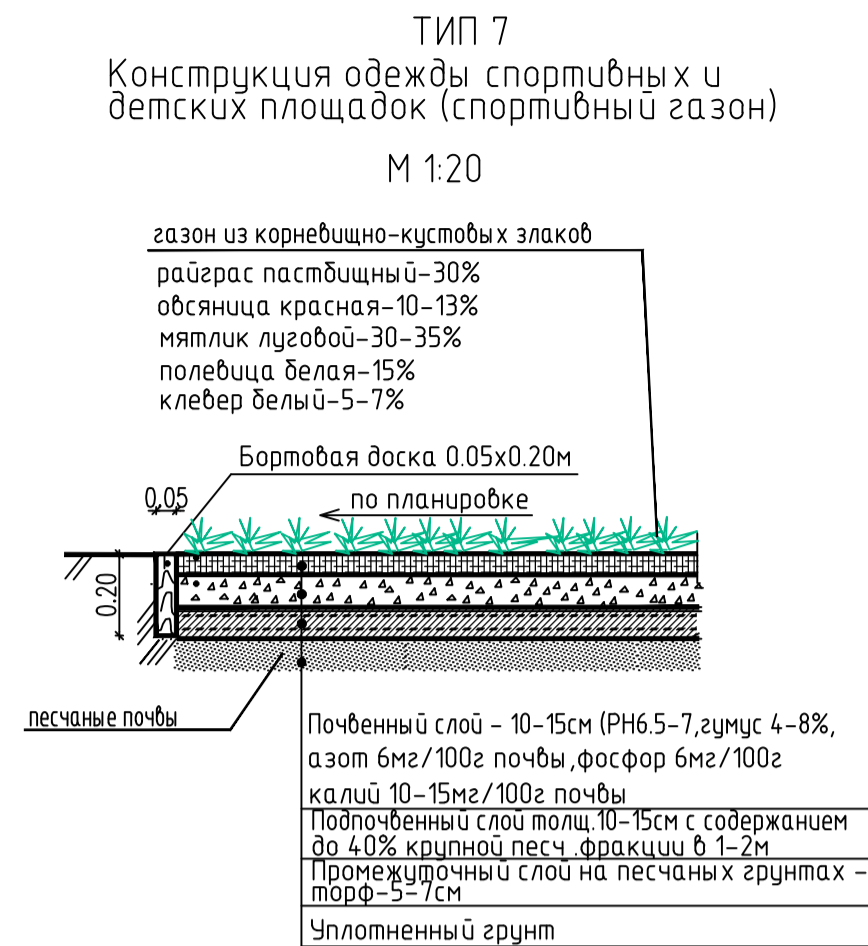 ТИП 7
Конструкция одежды спортивных и
детских площадок (спортивный газон)
М 1:20
газон из корневищно-кустовых злаков
райграс пастбищный-30%
овсяница красная-10-13%
мятлик луговой-30-35%
полевица белая-15%
клевер белый-5-7%
Бортовая доска 0.05х0.20м
0,05
по планировке
0.20
песчаные почвы
Почвенный слой - 10-15см (РН6.5-7,гумус 4-8%,
азот 6мг/100г почвы,фосфор 6мг/100г
калий 10-15мг/100г почвы
Подпочвенный слой толщ.10-15см с содержанием
до 40% крупной песч .фракции в 1-2м
Промежуточный слой на песчаных грунтах -
торф-5-7см
Уплотненный грунт